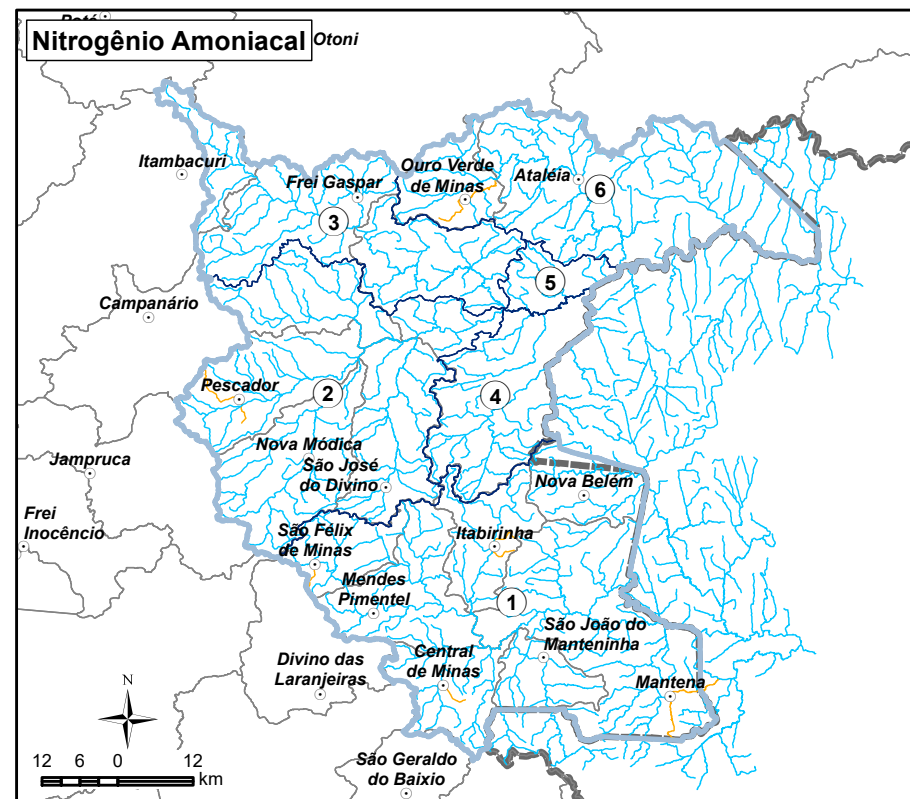 Nitrogênio Amoniacal
Otoni
Itambacuri
Frei Gaspar
Ouro Verde
de Minas
Ataléia
6
3
5
Campanário
Pescador
2
4
Nova Módica
São José
do Divino
Jampruca
Nova Belém
Frei
Inocêncio
São Félix
de Minas
Itabirinha
Mendes
Pimentel
1
São João do
Manteninha
Divino das
Laranjeiras
Central
de Minas
Mantena
N
São Geraldo
do Baixio
12 6 0 12
km